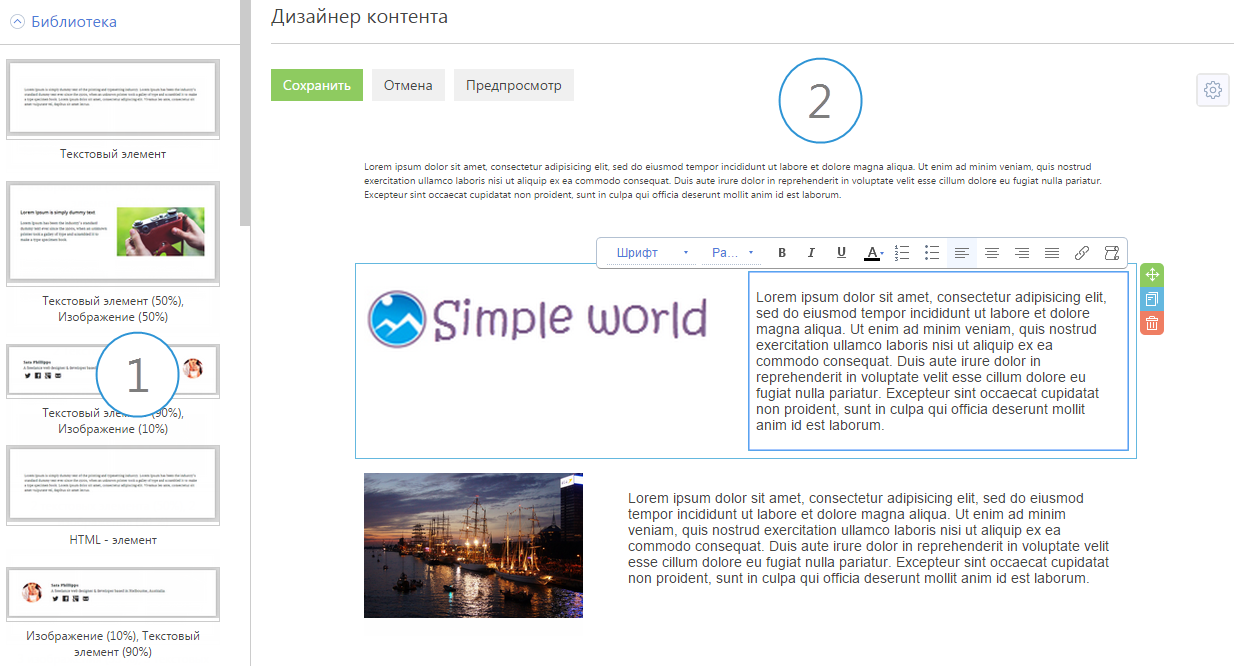 Библиотека
Текстовый элемент
Lorem Ipsum is simply dummy text
Текстовый элемент (50%),
Изображение (50%)
Sara Phillipps
1
(90%),
Изображение (10%)
HTML - элемент
Sara Phillipps
A freelance web designer & developer based in Melbourne, Australia
Изображение (10%), Текстовый
элемент (90%)
Дизайнер контента
Сохранить
Отмена
Предпросмотр
2
Lorem ipsum dolor sit amet, consectetur adipisicing elit, sed do eiusmod tempor incididunt ut labore et dolore magna aliqua. Ut enim ad minim veniam, quis nostrud
exercitation ullamco laboris nisi ut aliquip ex ea commodo consequat. Duis aute irure dolor in reprehenderit in voluptate velit esse cillum dolore eu fugiat nulla pariatur.
Excepteur sint occaecat cupidatat non proident, sunt in culpa qui officia deserunt mollit anim id est laborum.
Шрифт
Ра...
B
I
U
A
Simple world
Lorem ipsum dolor sit amet, consectetur adipisicing elit,
sed do eiusmod tempor incididunt ut labore et dolore
magna aliqua. Ut enim ad minim veniam, quis nostrud
exercitation ullamco laboris nisi ut aliquip ex ea
commodo consequat. Duis aute irure dolor in
reprehenderit in voluptate velit esse cillum dolore eu
fugiat nulla pariatur. Excepteur sint occaecat cupidatat
non proident, sunt in culpa qui officia deserunt mollit
anim id est laborum.
Lorem ipsum dolor sit amet, consectetur adipisicing elit, sed do eiusmod
tempor incididunt ut labore et dolore magna aliqua. Ut enim ad minim
veniam, quis nostrud exercitation ullamco laboris nisi ut aliquip ex ea
commodo consequat. Duis aute irure dolor in reprehenderit in voluptate velit
esse cillum dolore eu fugiat nulla pariatur. Excepteur sint occaecat cupidatat
non proident, sunt in culpa qui officia deserunt mollit anim id est laborum.